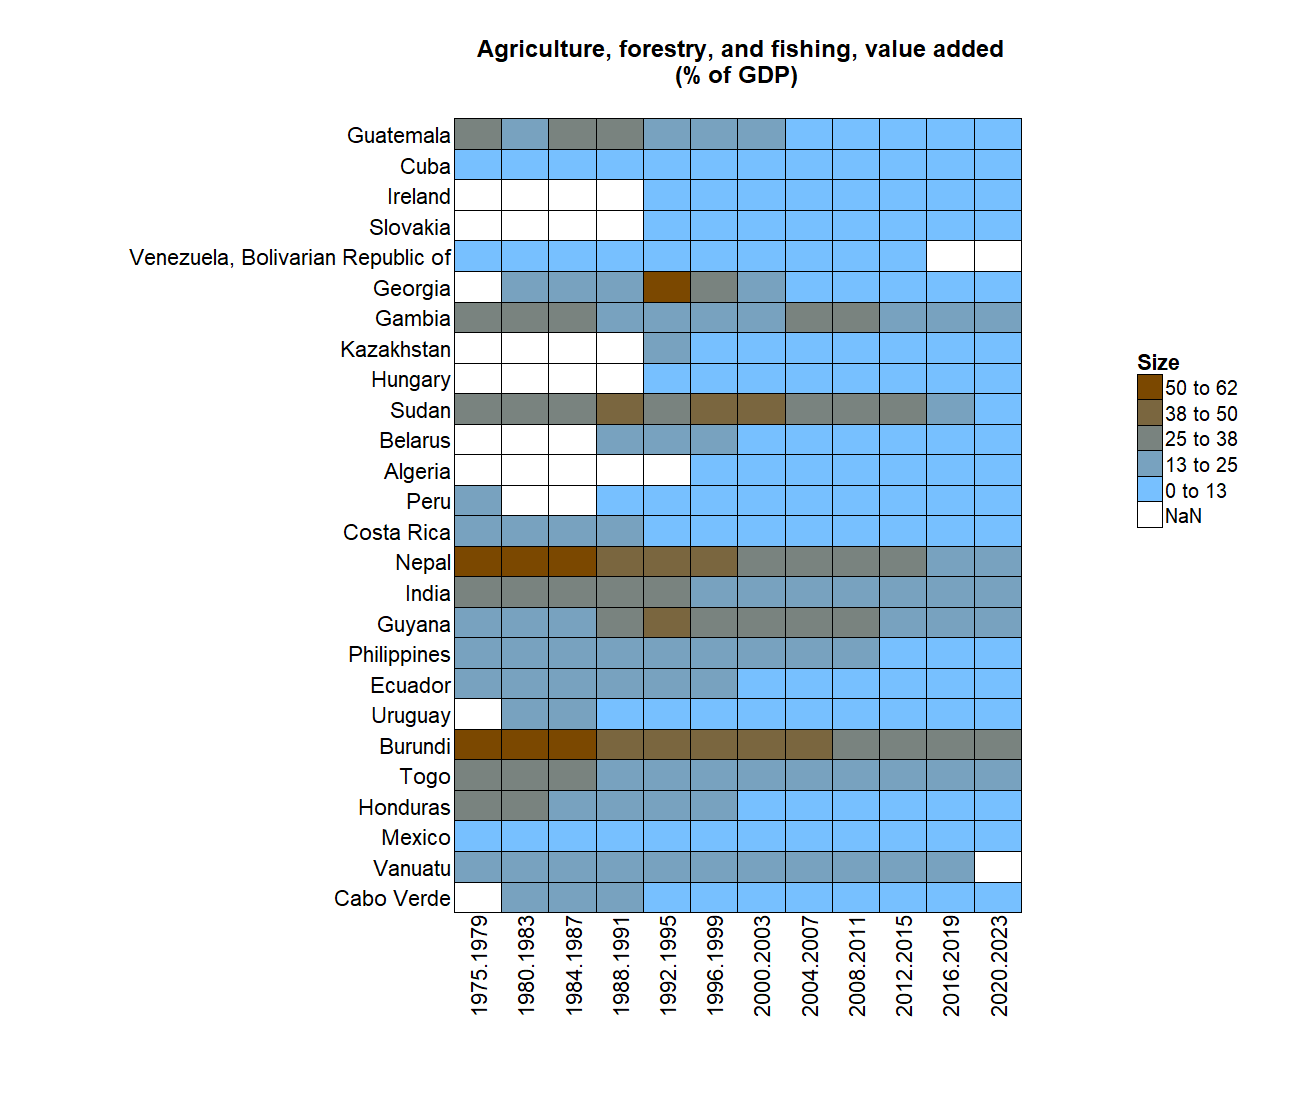 Agriculture, forestry, and fishing, value added
(% of GDP)
Guatemala
Cuba
Ireland
Slovakia
Venezuela, Bolivarian Republic of
Georgia
Gambia
Kazakhstan
Hungary
Sudan
Belarus
Algeria
Peru
Costa Rica
Nepal
India
Guyana
Philippines
Ecuador
Uruguay
Burundi
Togo
Honduras
Mexico
Vanuatu
Cabo Verde
1975.1979
1980.1983
1984.1987
1988.1991
1992.1995
1996.1999
2000.2003
2004.2007
2008.2011
2012.2015
2016.2019
2020.2023
Size
50 to 62
38 to 50
25 to 38
13 to 25
0 to 13
NaN